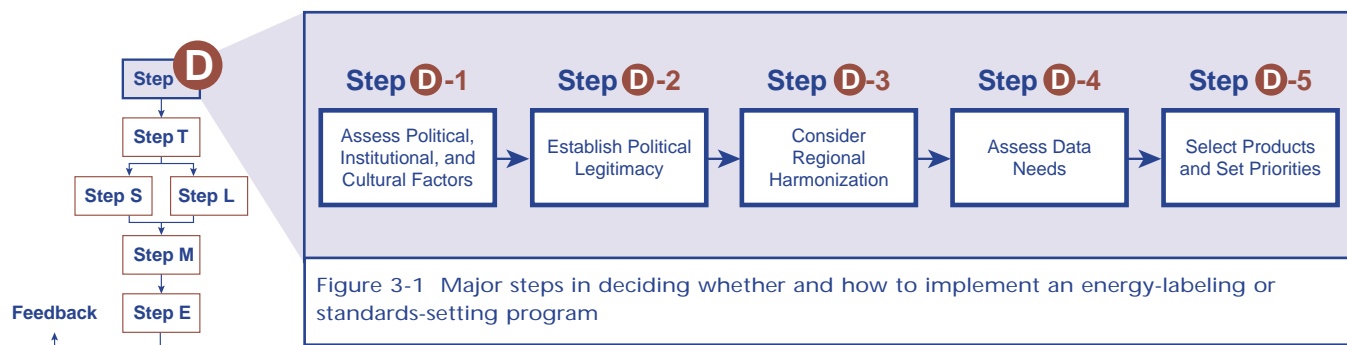 Step D
Step T
Step S
Step L
Step M
Step E
Feedback
Step D-1
Assess Political,
Institutional, and
Cultural Factors
Step D-2
Establish Political
Legitimacy
Step D-3
Consider
Regional
Harmonization
Step D-4
Assess Data
Needs
Step D-5
Select Products
and Set Priorities
Figure 3-1 Major steps in deciding whether and how to implement an energy-labeling or
standards-setting program